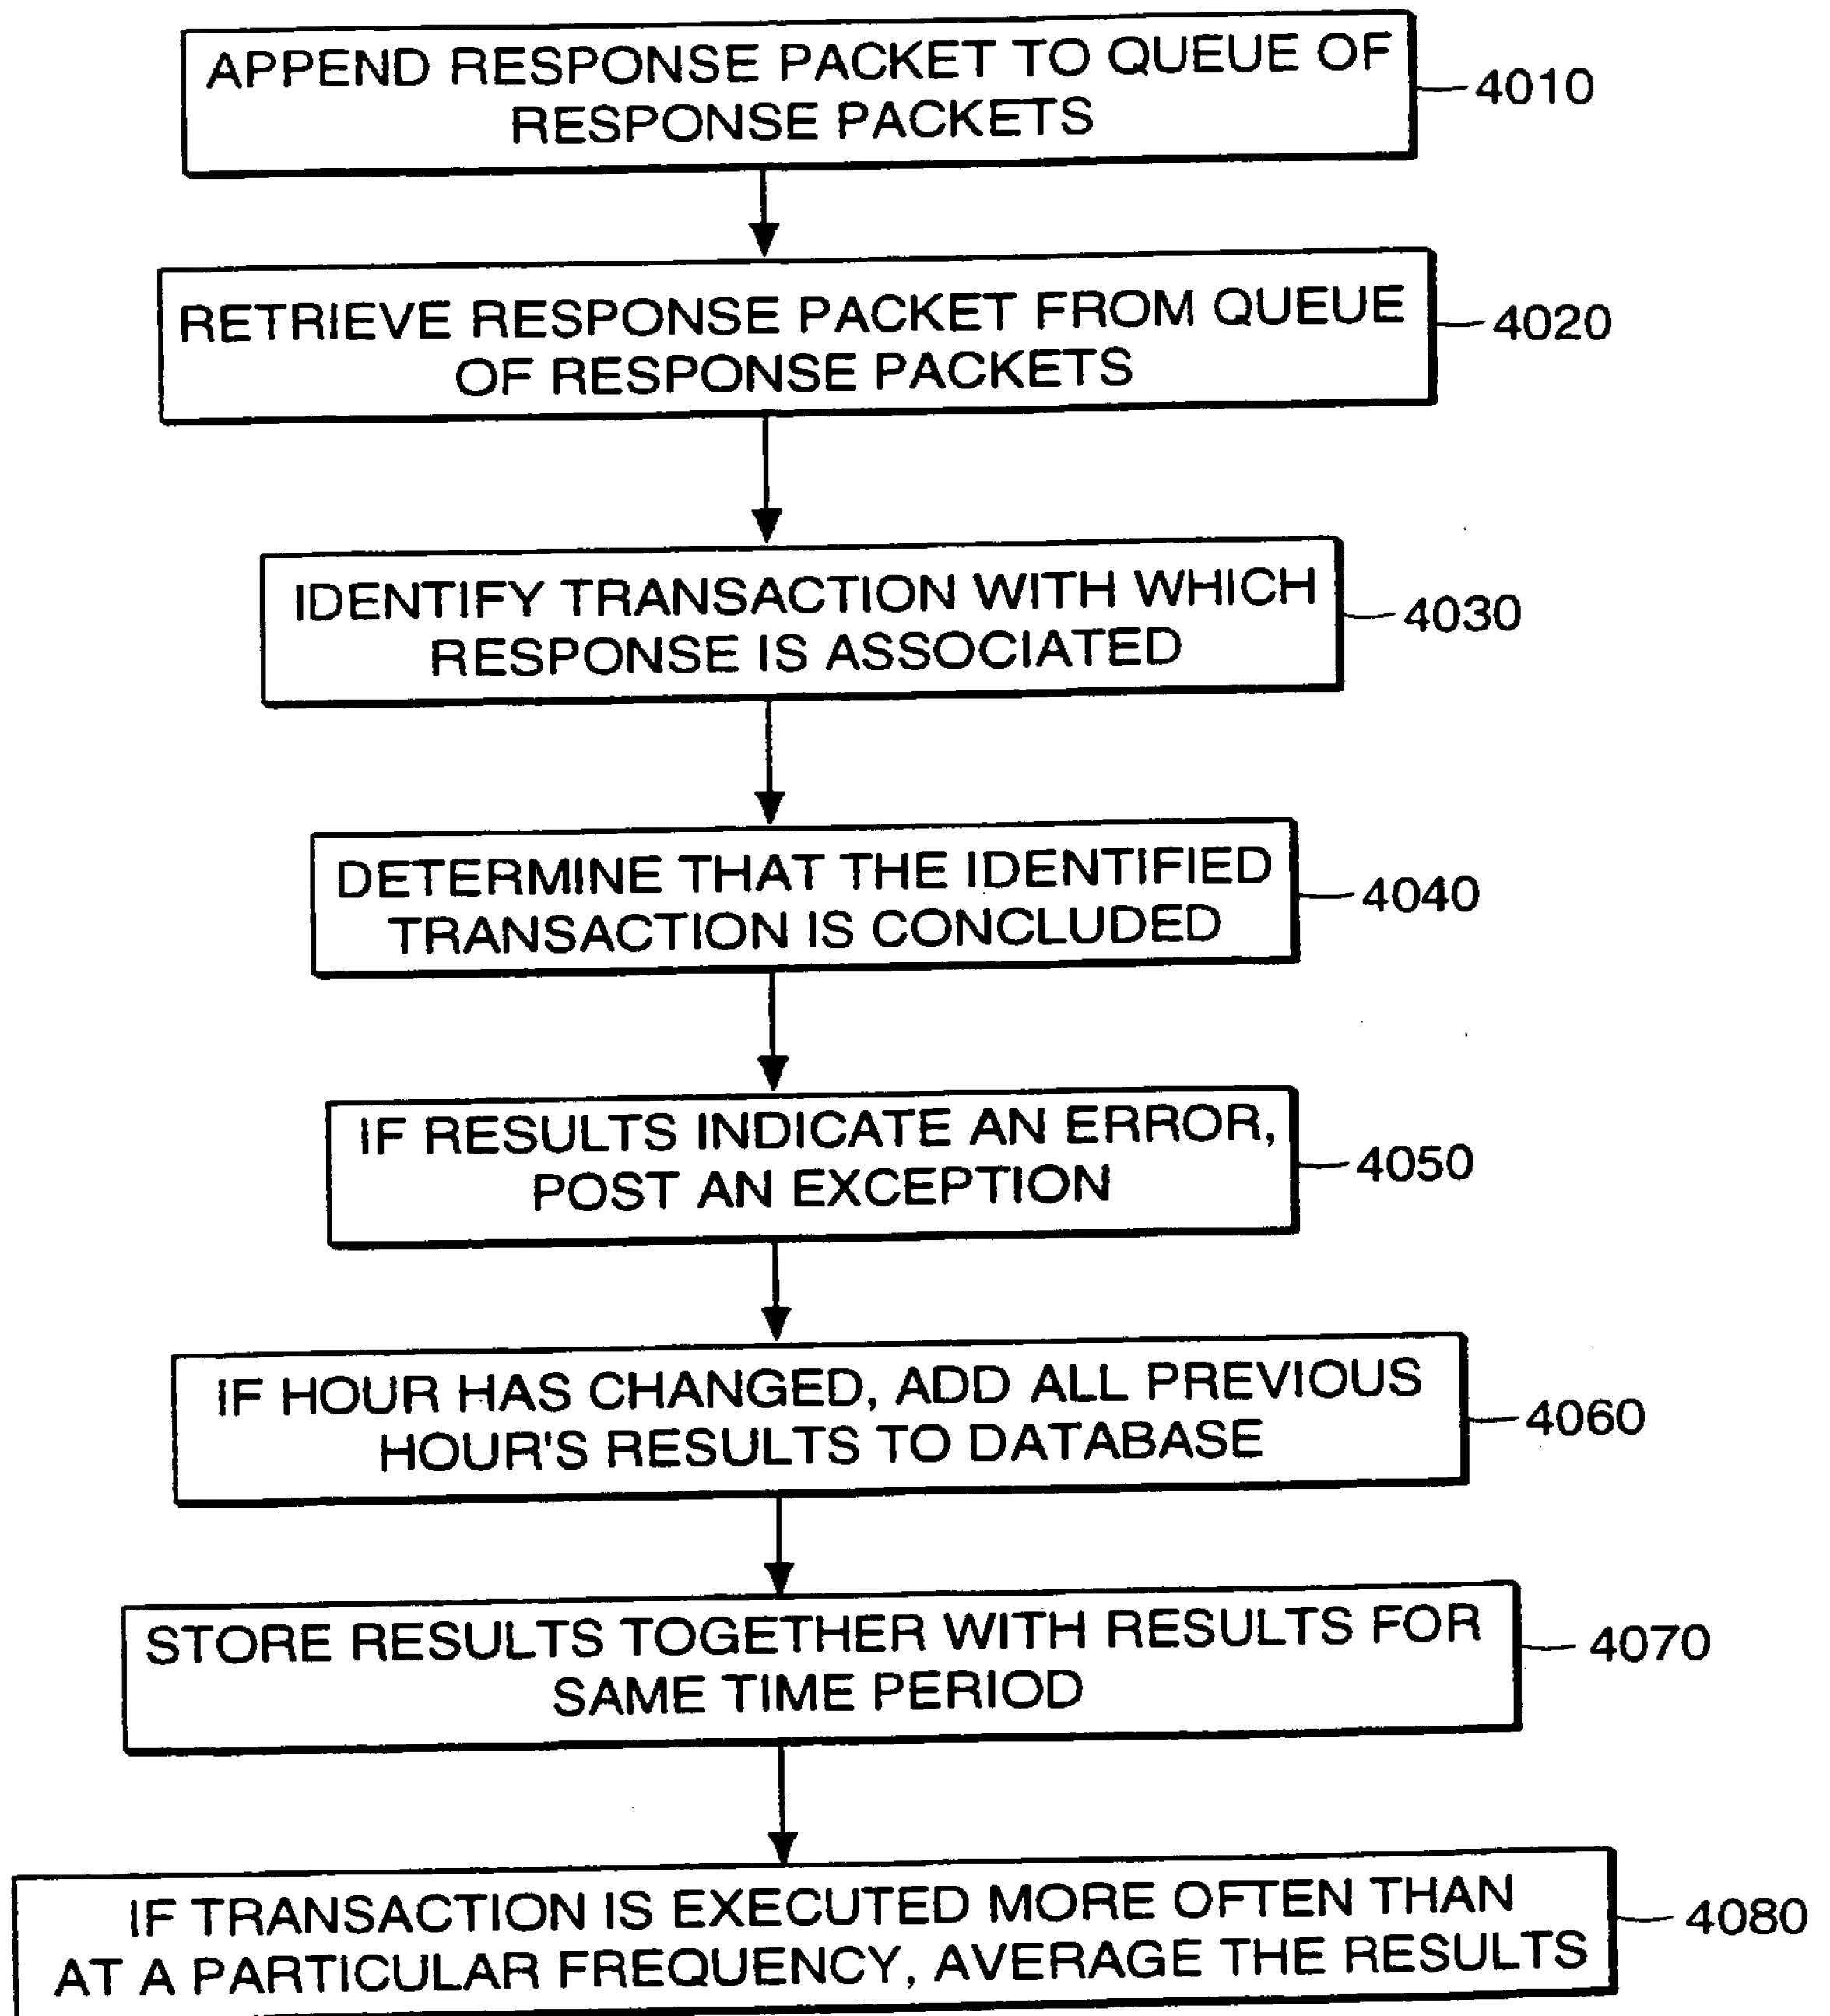 APPEND RESPONSE PACKET TO QUEUE OF
RESPONSE PACKETS
4010
RETRIEVE RESPONSE PACKET FROM QUEUE
OF RESPONSE PACKETS
4020
IDENTIFY TRANSACTION WITH WHICH
RESPONSE IS ASSOCIATED
4030
DETERMINE THAT THE IDENTIFIED
TRANSACTION IS CONCLUDED
4040
IF RESULTS INDICATE AN ERROR,
POST AN EXCEPTION
4050
IF HOUR HAS CHANGED, ADD ALL PREVIOUS
HOUR'S RESULTS TO DATABASE
4060
STORE RESULTS TOGETHER WITH RESULTS FOR
SAME TIME PERIOD
4070
IF TRANSACTION IS EXECUTED MORE OFTEN THAN
AT A PARTICULAR FREQUENCY, AVERAGE THE RESULTS
4080